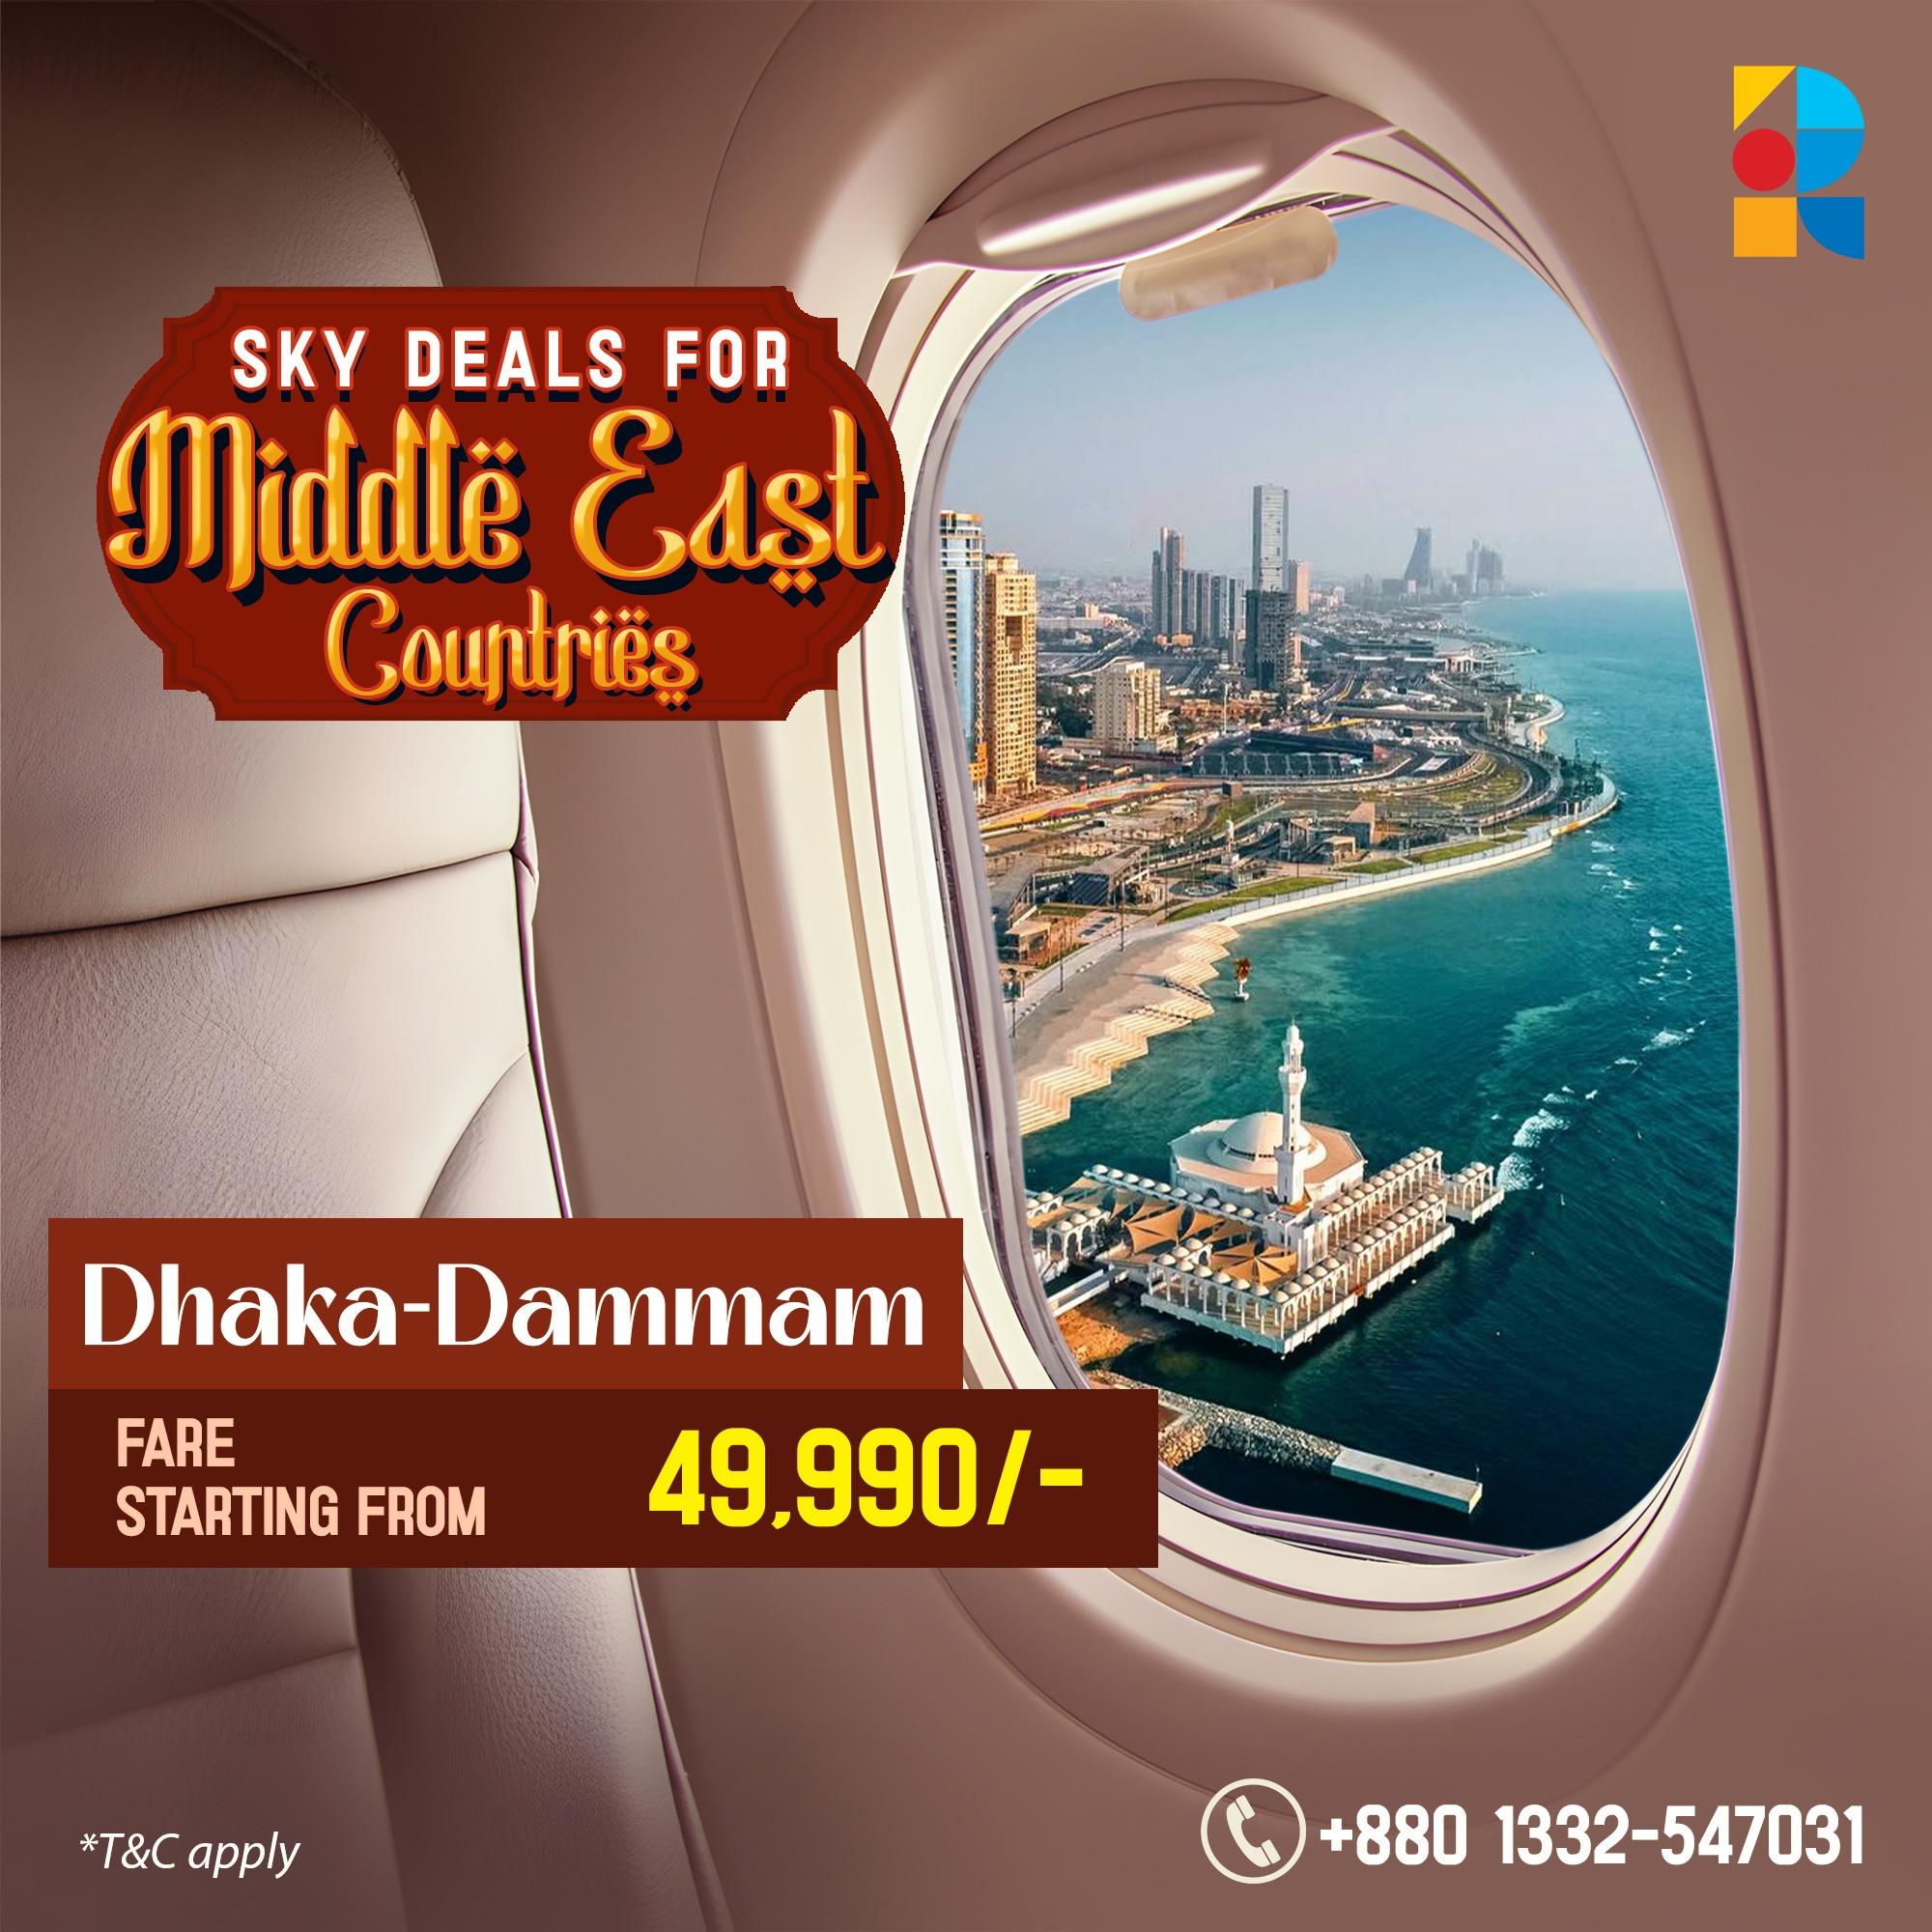 SKY DEALS FOR
Middle East
Countries
Dhaka-Dammam
FARE
STARTING FROM
49,990/-
*T&C apply
+880 1332-547031